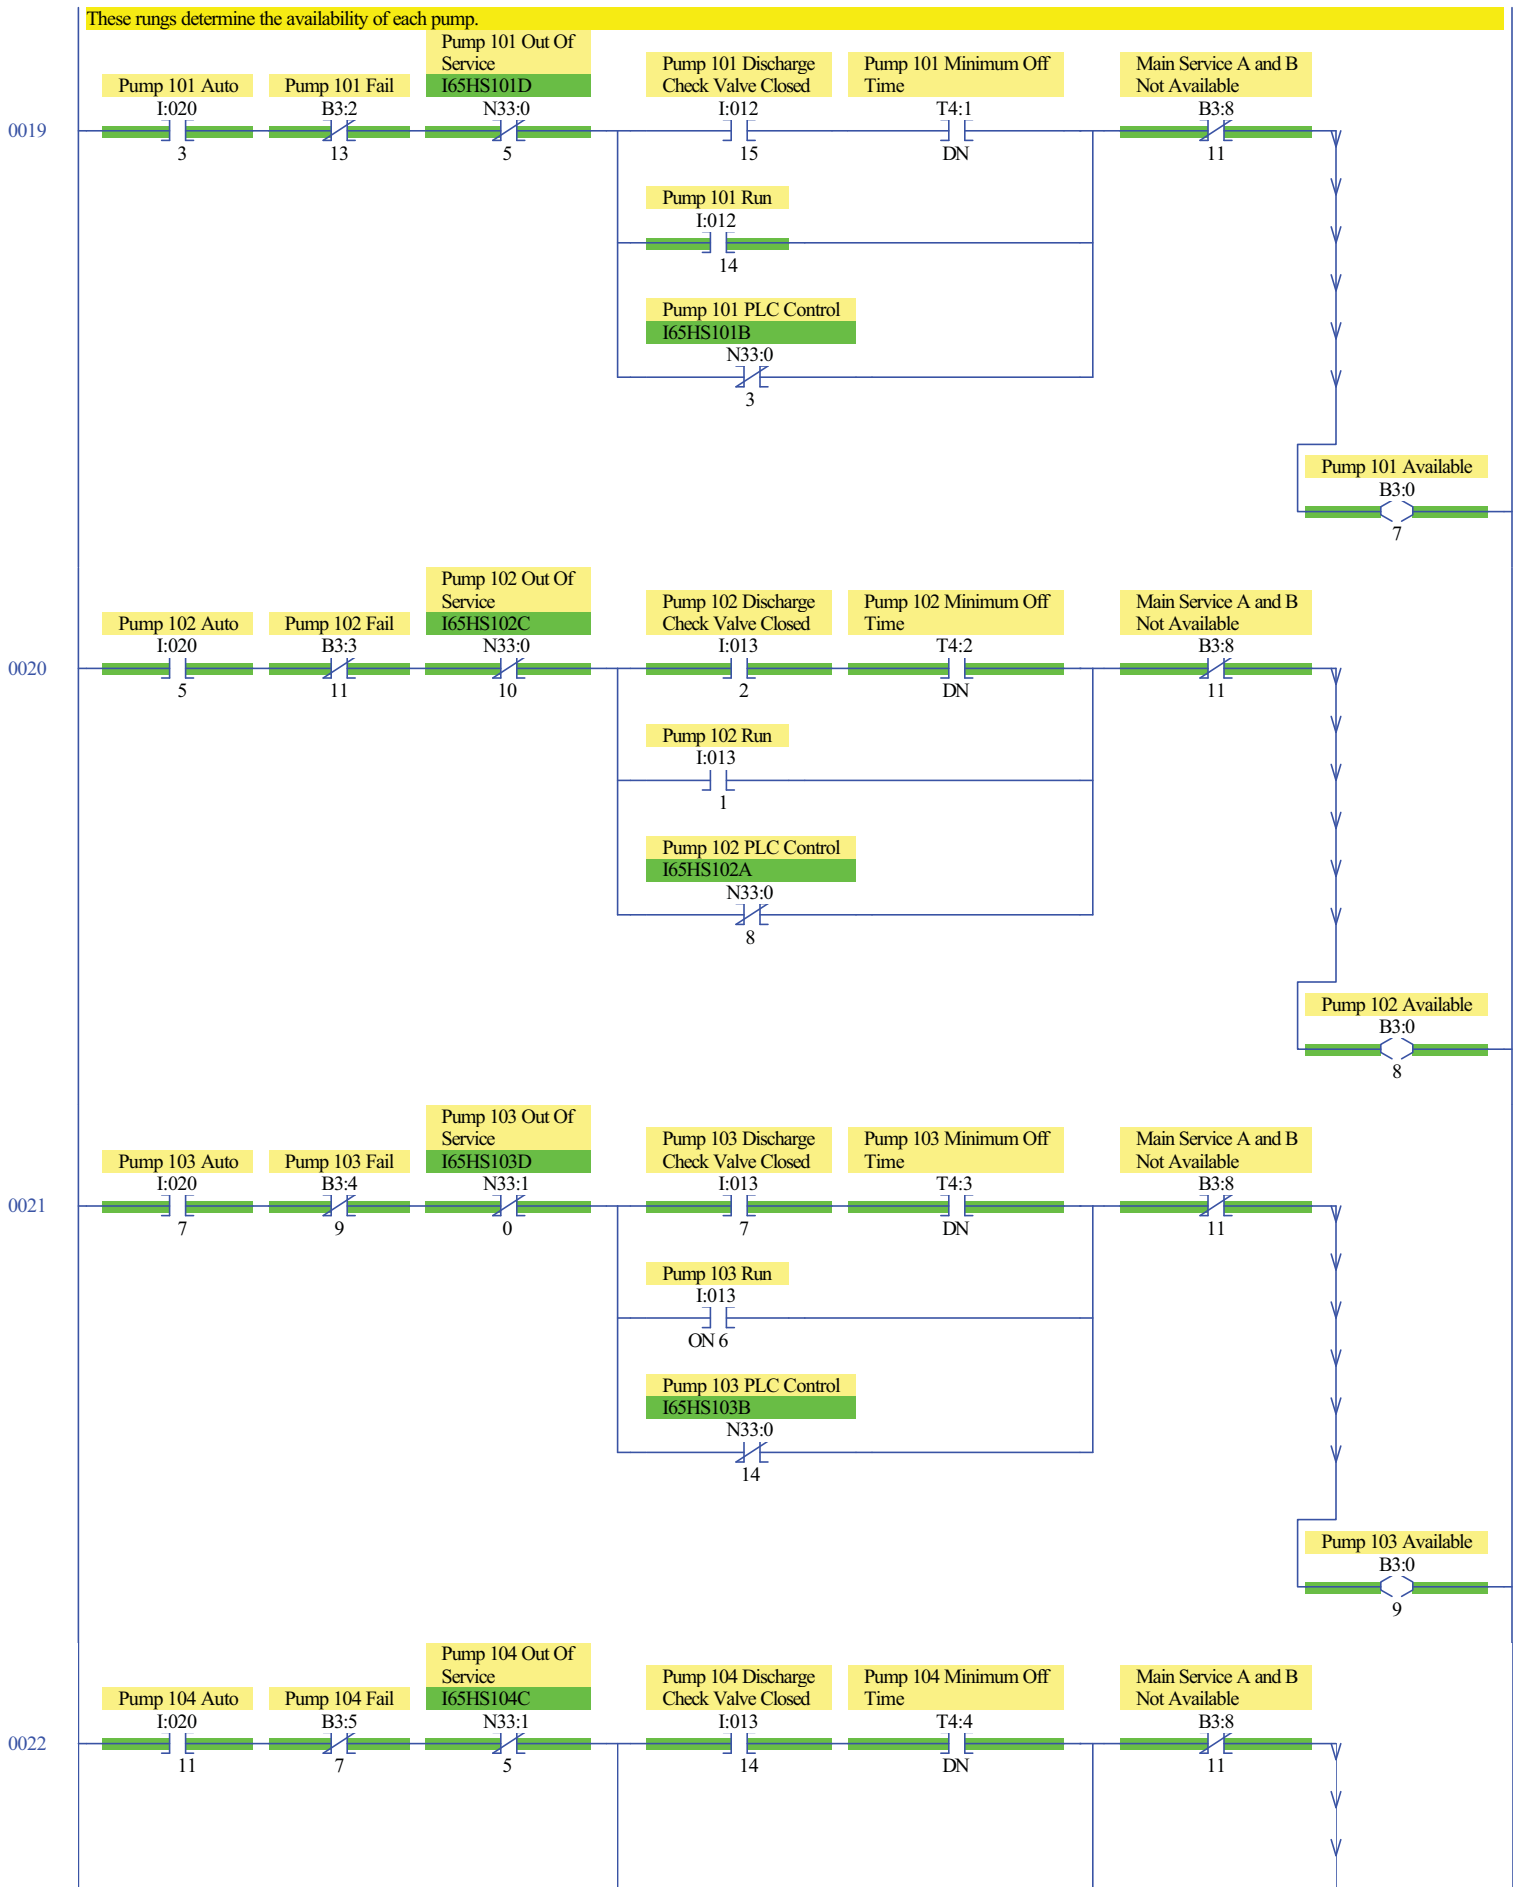 These rungs determine the availability of each pump.
Pump 101 Out Of
Service
Pump 101 Discharge
Pump 101 Minimum Off
Main Service A and B
Pump 101 Auto
Pump 101 Fail
I65HS101D
Check Valve Closed
Time
Not Available
I:020
B3:2
N33:0
I:012
T4:1
B3:8
0019
3
13
5
15
DN
11
Pump 101 Run
I:012
14
Pump 101 PLC Control
I65HS101B
N33:0
3
Pump 101 Available
B3:0
7
Pump 102 Out Of
Service
Pump 102 Discharge
Pump 102 Minimum Off
Main Service A and B
Pump 102 Auto
Pump 102 Fail
I65HS102C
Check Valve Closed
Time
Not Available
I:020
B3:3
N33:0
I:013
T4:2
B3:8
0020
5
11
10
2
DN
11
Pump 102 Run
I:013
1
Pump 102 PLC Control
I65HS102A
N33:0
8
Pump 102 Available
B3:0
8
Pump 103 Out Of
Service
Pump 103 Discharge
Pump 103 Minimum Off
Main Service A and B
Pump 103 Auto
Pump 103 Fail
I65HS103D
Check Valve Closed
Time
Not Available
I:020
B3:4
N33:1
I:013
T4:3
B3:8
0021
7
9
0
7
DN
11
Pump 103 Run
I:013
ON 6
Pump 103 PLC Control
I65HS103B
N33:0
14
Pump 103 Available
B3:0
9
Pump 104 Out Of
Service
Pump 104 Discharge
Pump 104 Minimum Off
Main Service A and B
Pump 104 Auto
Pump 104 Fail
I65HS104C
Check Valve Closed
Time
Not Available
I:020
B3:5
N33:1
I:013
T4:4
B3:8
0022
11
7
5
14
DN
11